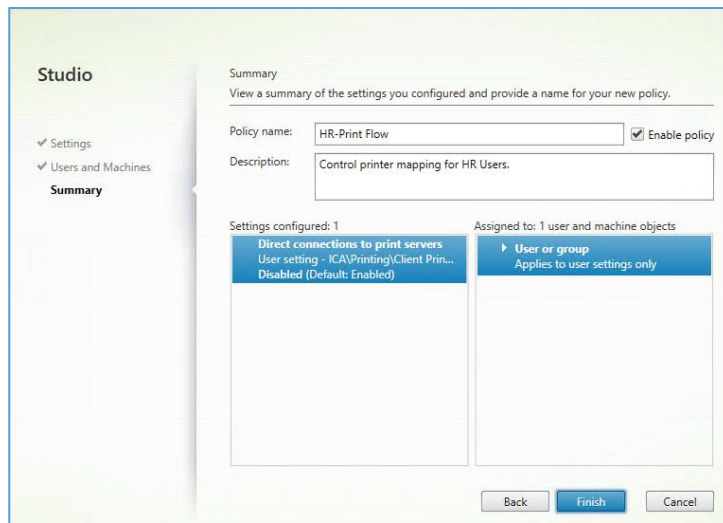 Studio
Settings
Users and Machines
Summary
Summary
View a summary of the settings you configured and provide a name for your new policy.
Policy name:
HR-Print Flow
Enable policy
Description:
Control printer mapping for HR Users.
Settings configured: 1
Direct connections to print servers
User setting - ICA\Printing\Client Prin...
Disabled (Default: Enabled)
Assigned to: 1 user and machine objects
User or group
Applies to user settings only
Back
Finish
Cancel